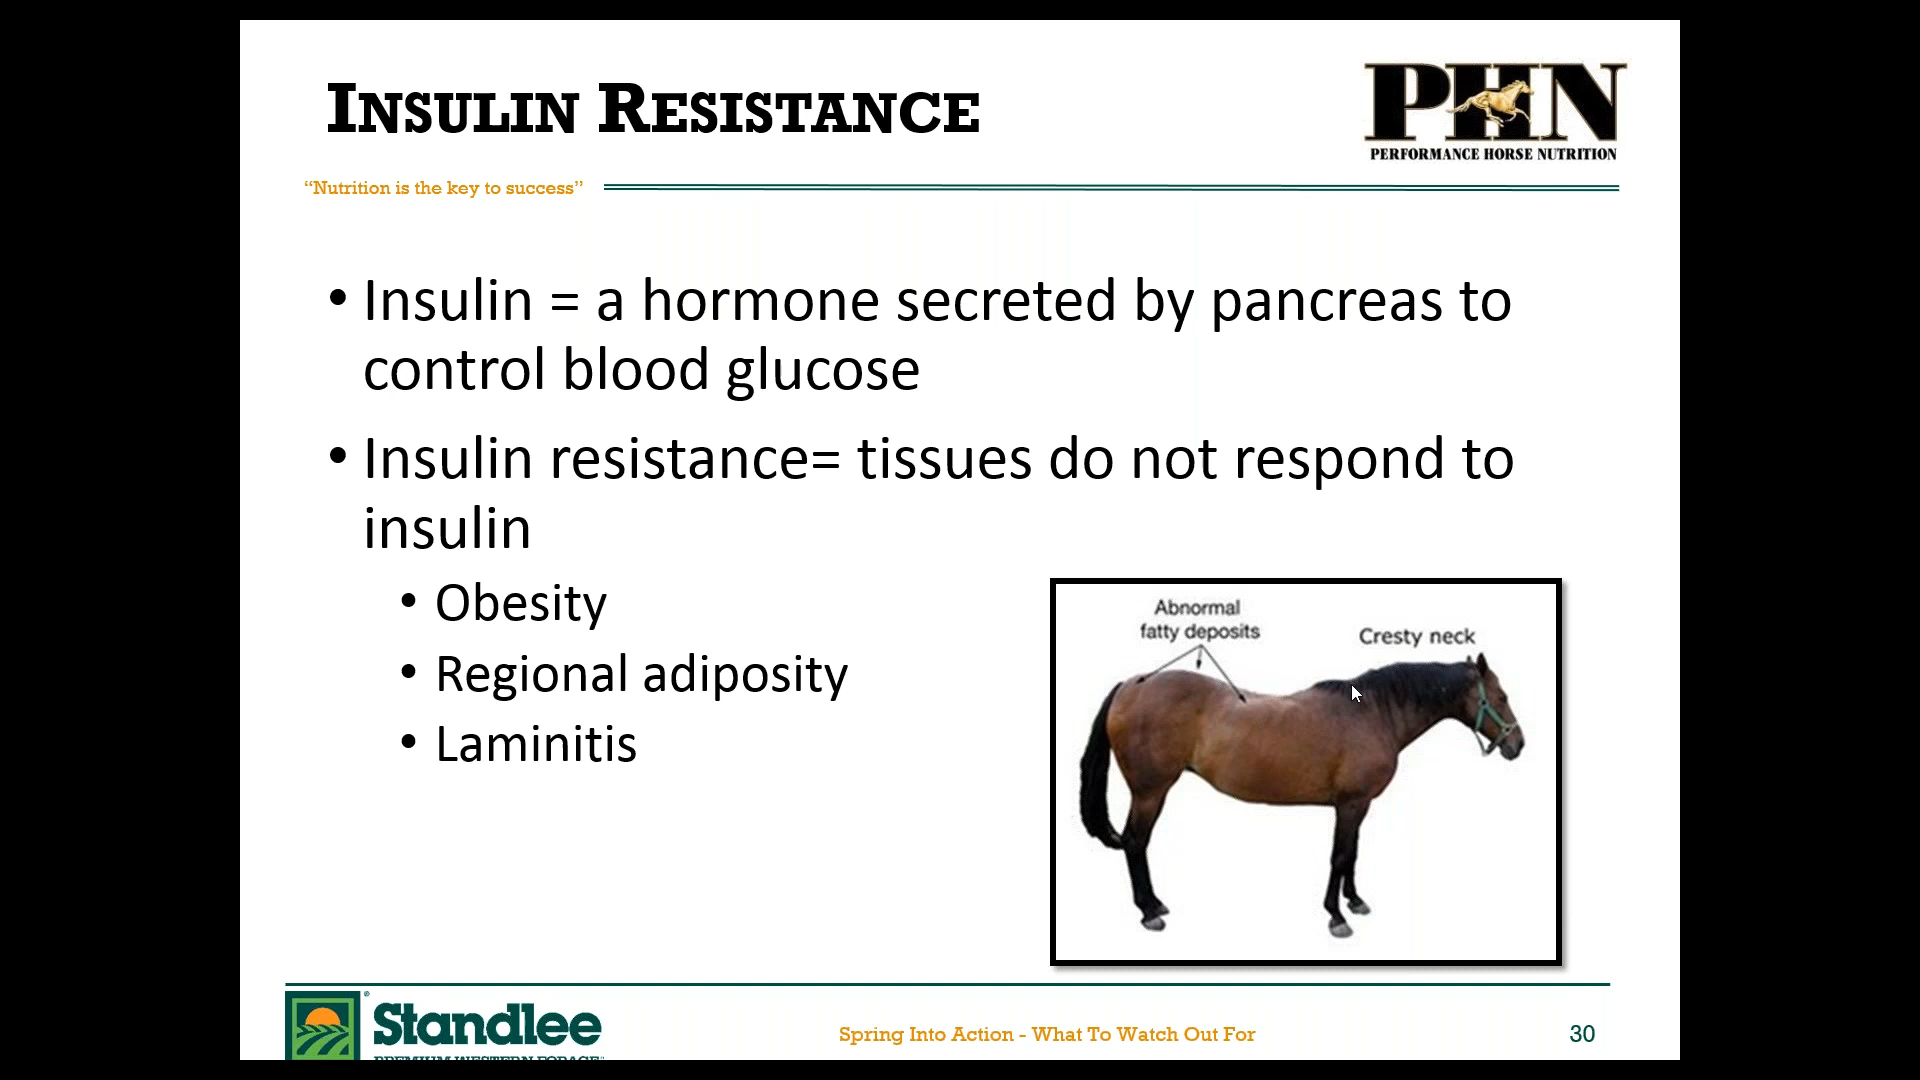 INSULIN RESISTANCE
PHN
PERFORMANCE HORSE NUTRITION
“Nutrition is the key to success”
• Insulin = a hormone secreted by pancreas to
control blood glucose
• Insulin resistance= tissues do not respond to
insulin
• Obesity
• Regional adiposity
• Laminitis
Abnormal
fatty deposits
Cresty neck
Standlee®
PREMIUM WESTERN FORAGE
Spring Into Action - What To Watch Out For
30